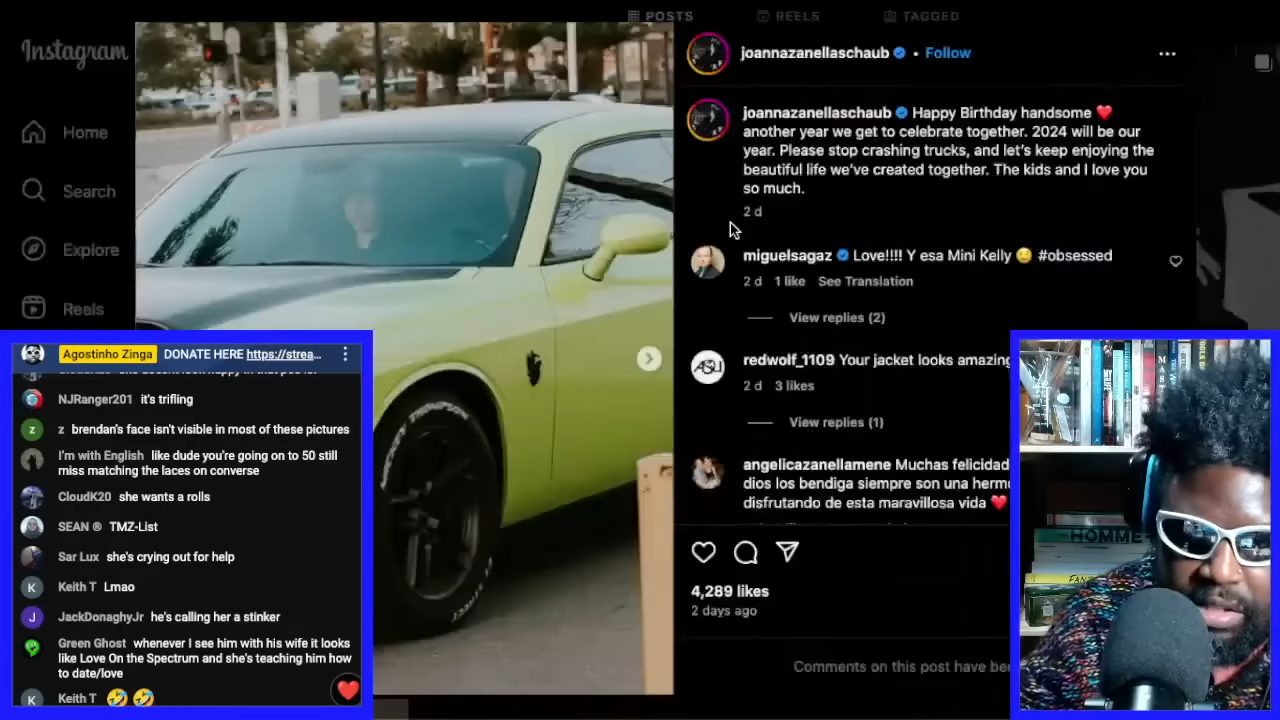 POSTS
REELS
TAGGED
Instagram
Home
Search
Explore
Reels
joannazanellaschaub • Follow
joannazanellaschaub Happy Birthday handsome ❤️
another year we get to celebrate together. 2024 will be our
year. Please stop crashing trucks, and let's keep enjoying the
beautiful life we've created together. The kids and I love you
so much.
2 d
miguelsagaz Love!!!! Y esa Mini Kelly 🤤 #obsessed
2 d 1 like See Translation
View replies (2)
redwolf_1109 Your jacket looks amazing
2 d 3 likes
View replies (1)
angelicazanellamene Muchas felicidad
dios los bendiga siempre son una herm
disfrutando de esta maravillosa vida ❤️
4,289 likes
2 days ago
Comments on this post have bee
Agostinho Zinga DONATE HERE https://strea...
NJRanger201 it's trifling
z brendan's face isn't visible in most of these pictures
I'm with English like dude you're going on to 50 still
miss matching the laces on converse
CloudK20 she wants a rolls
SEAN ® TMZ-List
Sar Lux she's crying out for help
K Keith T Lmao
J JackDonaghyJr he's calling her a stinker
Green Ghost whenever I see him with his wife it looks
like Love On the Spectrum and she's teaching him how
to date/love
K Keith T 🤣 🤣
HOMME